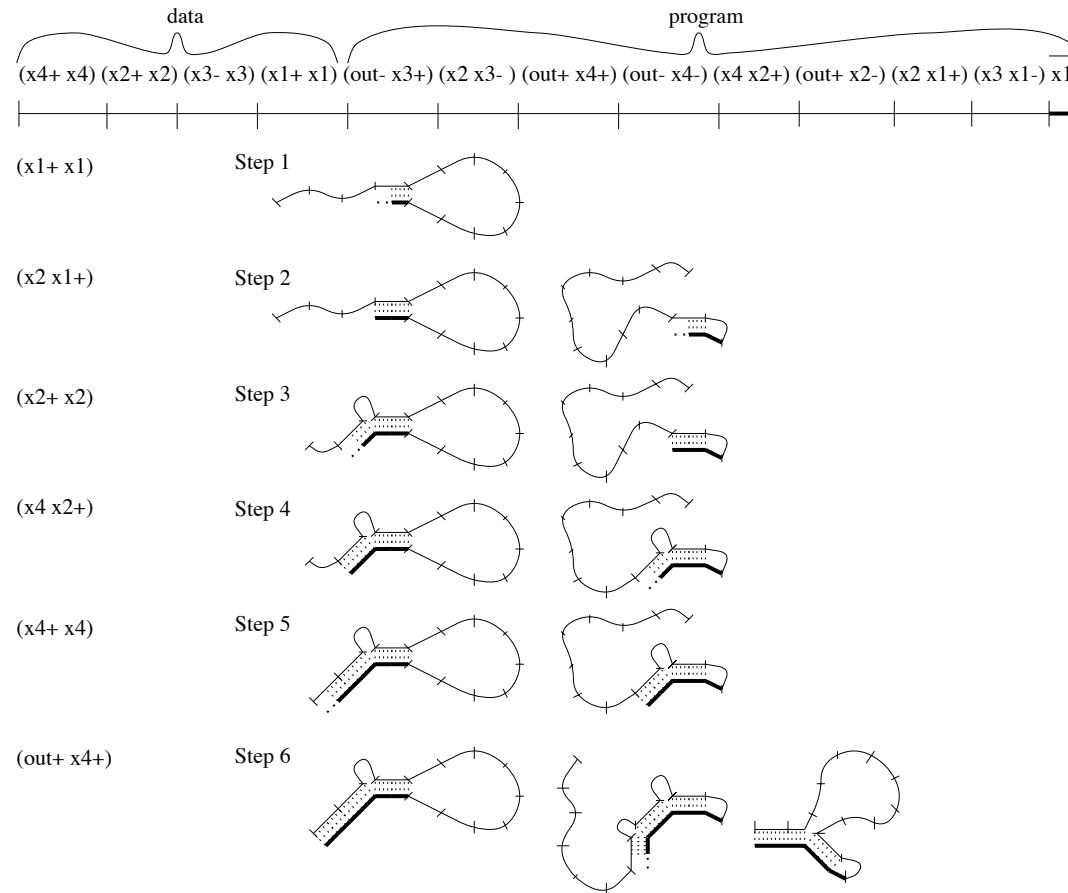 data program
(x4+ x4) (x2+ x2) (x3- x3) (x1+ x1) (out- x3+) (x2 x3- ) (out+ x4+) (out- x4-) (x4 x2+) (out+ x2-) (x2 x1+) (x3 x1-) x1
(x1+ x1) Step 1
(x2 x1+) Step 2
(x2+ x2) Step 3
(x4 x2+) Step 4
(x4+ x4) Step 5
(out+ x4+) Step 6